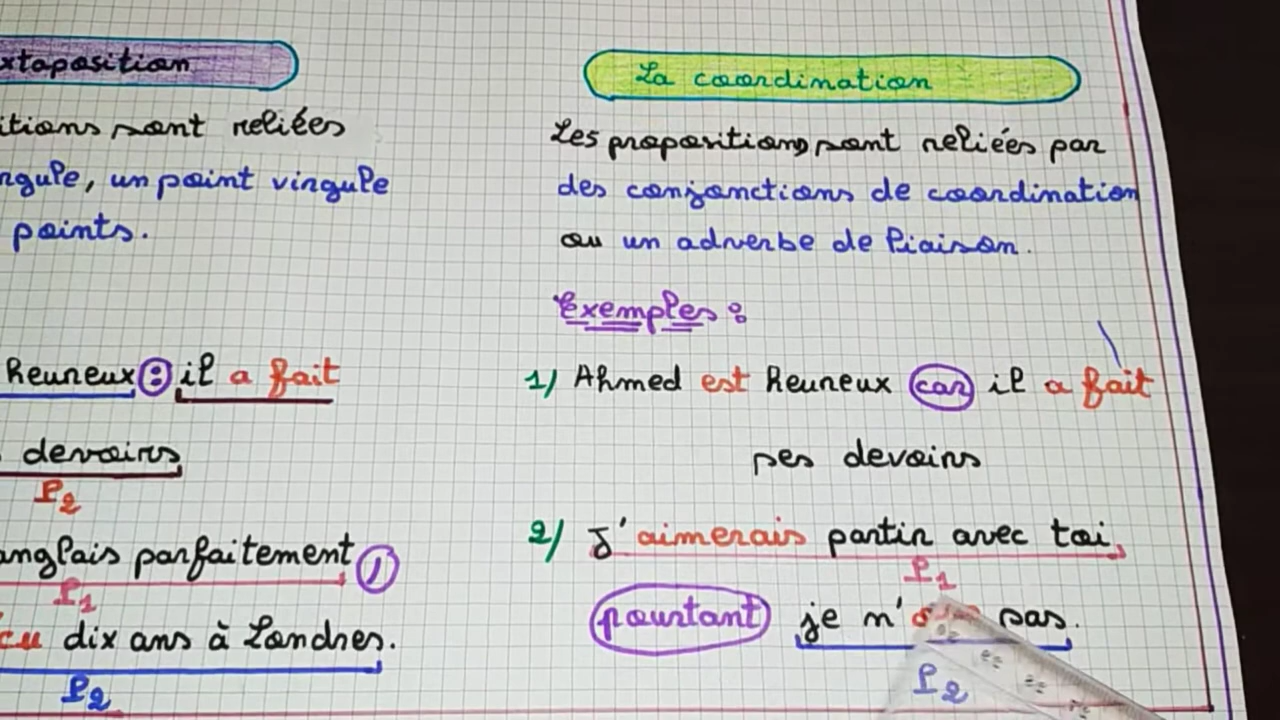 xtaposition
itions sont reliées
rgule, un point virgule
points.
heureux : il a fait
devoirs
P2
anglais parfaitement ;
P1
cu dix ans à Londres.
P2
La coordination
Les propositions sont reliées par
des conjonctions de coordination
ou un adverbe de liaison.
Exemples :
1) Ahmed est heureux car il a fait
ses devoirs
2) J'aimerais partir avec toi,
P1
pourtant je n' pas.
P2